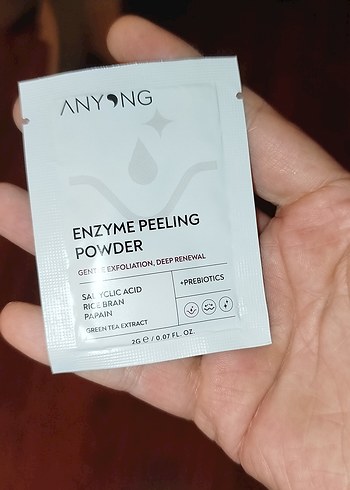 ANYONG
ENZYME PEELING
POWDER
GENTLE EXFOLIATION, DEEP RENEWAL
SALICYLIC ACID
RICE BRAN
PAPAIN
GREEN TEA EXTRACT
+PREBIOTICS
2G ℮ / 0.07 FL. OZ.